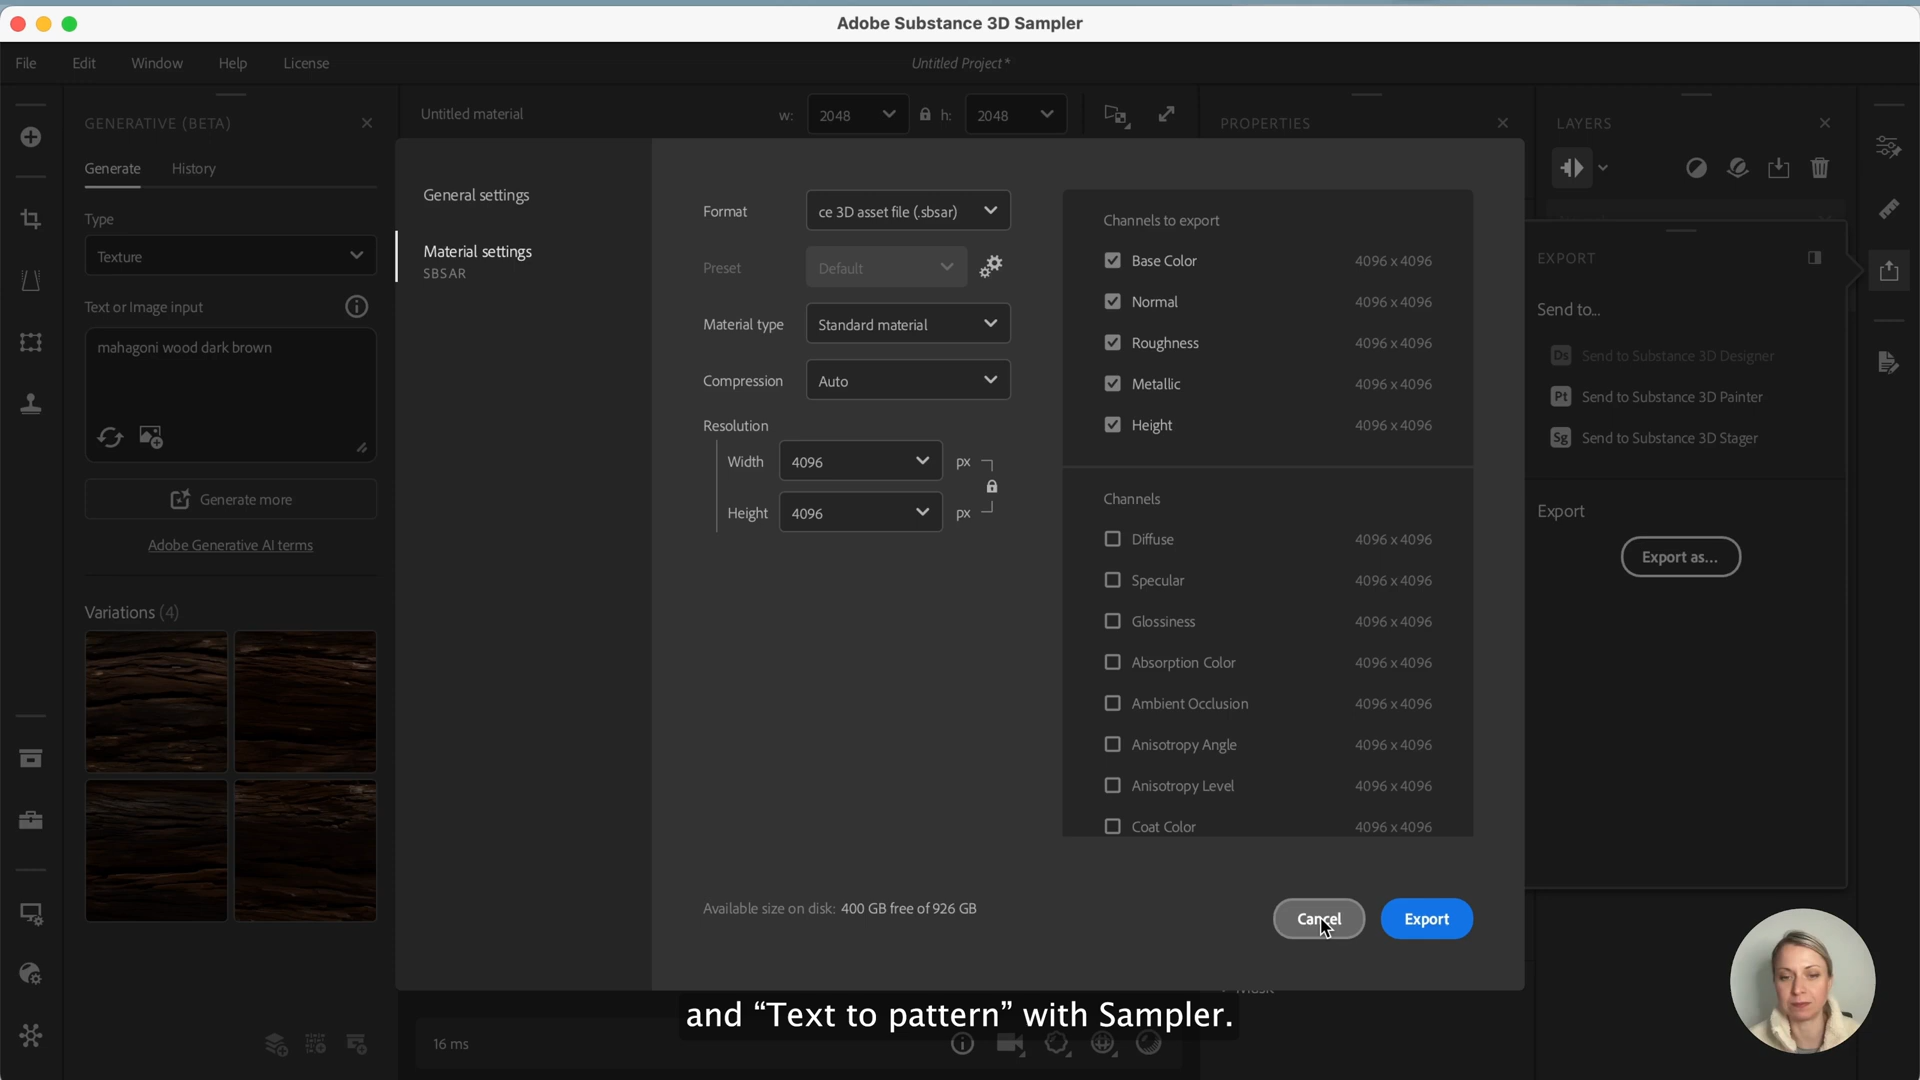 Adobe Substance 3D Sampler
File
Edit
Window
Help
License
Untitled Project*
GENERATIVE (BETA)
Generate
History
Type
Texture
Text or Image input
mahagoni wood dark brown
Generate more
Adobe Generative AI terms
Variations (4)
Untitled material
w:
2048
h:
2048
PROPERTIES
LAYERS
General settings
Material settings
SBSAR
Format
ce 3D asset file (.sbsar)
Preset
Default
Material type
Standard material
Compression
Auto
Resolution
Width
4096
px
Height
4096
px
Channels to export
Base Color 4096 x 4096
Normal 4096 x 4096
Roughness 4096 x 4096
Metallic 4096 x 4096
Height 4096 x 4096
Channels
Diffuse 4096 x 4096
Specular 4096 x 4096
Glossiness 4096 x 4096
Absorption Color 4096 x 4096
Ambient Occlusion 4096 x 4096
Anisotropy Angle 4096 x 4096
Anisotropy Level 4096 x 4096
Coat Color 4096 x 4096
Available size on disk: 400 GB free of 926 GB
Cancel
Export
EXPORT
Send to...
Ds Send to Substance 3D Designer
Pt Send to Substance 3D Painter
Sg Send to Substance 3D Stager
Export
Export as...
and “Text to pattern” with Sampler.
16 ms